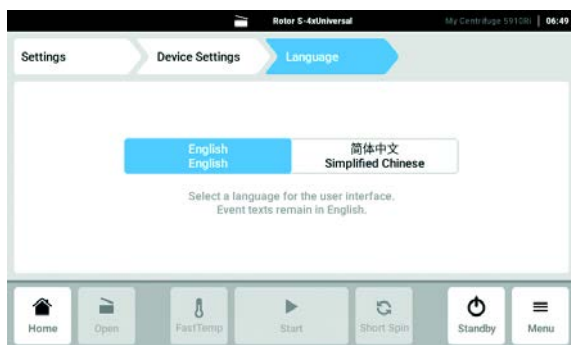 Rotor S-4xUniversal
My Centrifuge 5910Ri
06:49
Settings
Device Settings
Language
English
English
简体中文
Simplified Chinese
Select a language for the user interface.
Event texts remain in English.
Home
Open
FastTemp
Start
Short Spin
Standby
Menu